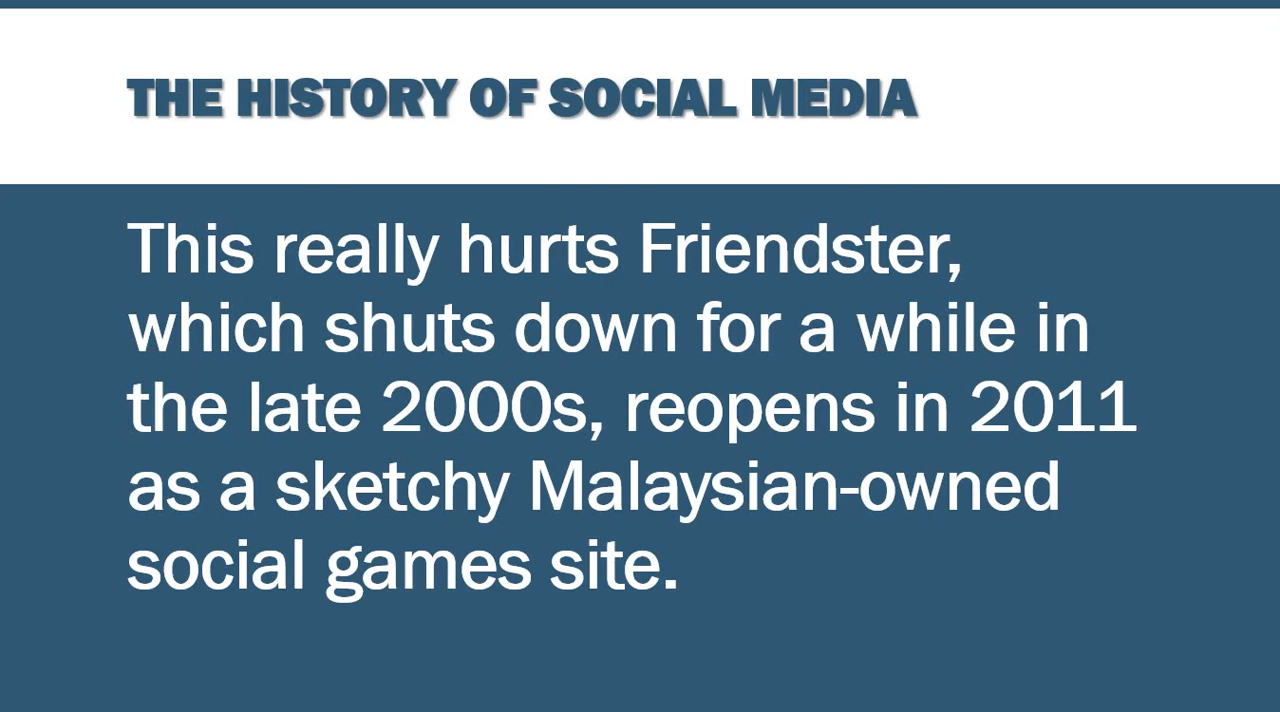 THE HISTORY OF SOCIAL MEDIA
This really hurts Friendster,
which shuts down for a while in
the late 2000s, reopens in 2011
as a sketchy Malaysian-owned
social games site.